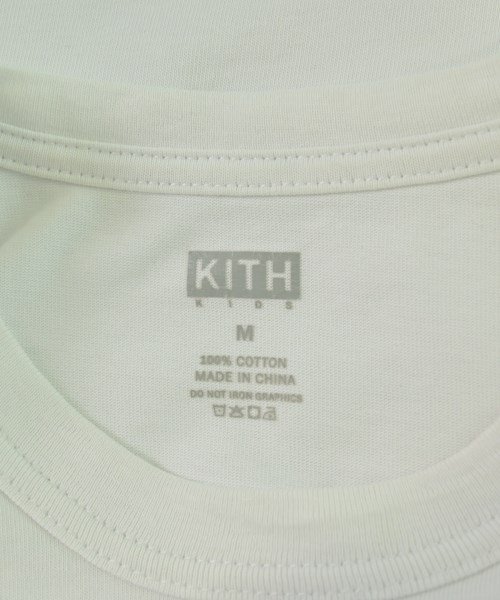 KITH
KIDS
M
100% COTTON
MADE IN CHINA
DO NOT IRON GRAPHICS